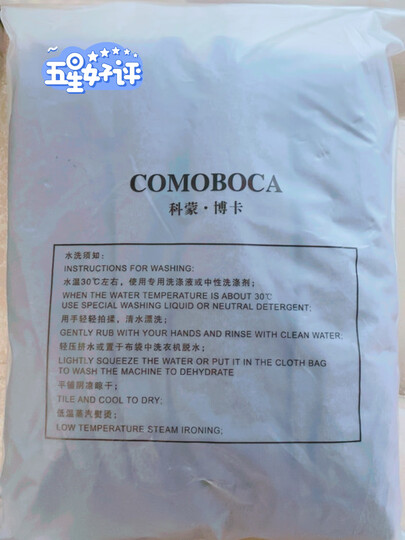 五星好评
COMOBOCA
科蒙·博卡
水洗须知:
INSTRUCTIONS FOR WASHING:
水温30℃左右，使用专用洗涤液或中性洗涤剂；
WHEN THE WATER TEMPERATURE IS ABOUT 30℃
USE SPECIAL WASHING LIQUID OR NEUTRAL DETERGENT:
用手轻轻拍揉，清水漂洗；
GENTLY RUB WITH YOUR HANDS AND RINSE WITH CLEAN WATER;
轻压挤水或置于布袋中洗衣机脱水；
LIGHTLY SQUEEZE THE WATER OR PUT IT IN THE CLOTH BAG
TO WASH THE MACHINE TO DEHYDRATE
平铺阴凉晾干；
TILE AND COOL TO DRY:
低温蒸汽熨烫；
LOW TEMPERATURE STEAM IRONING;